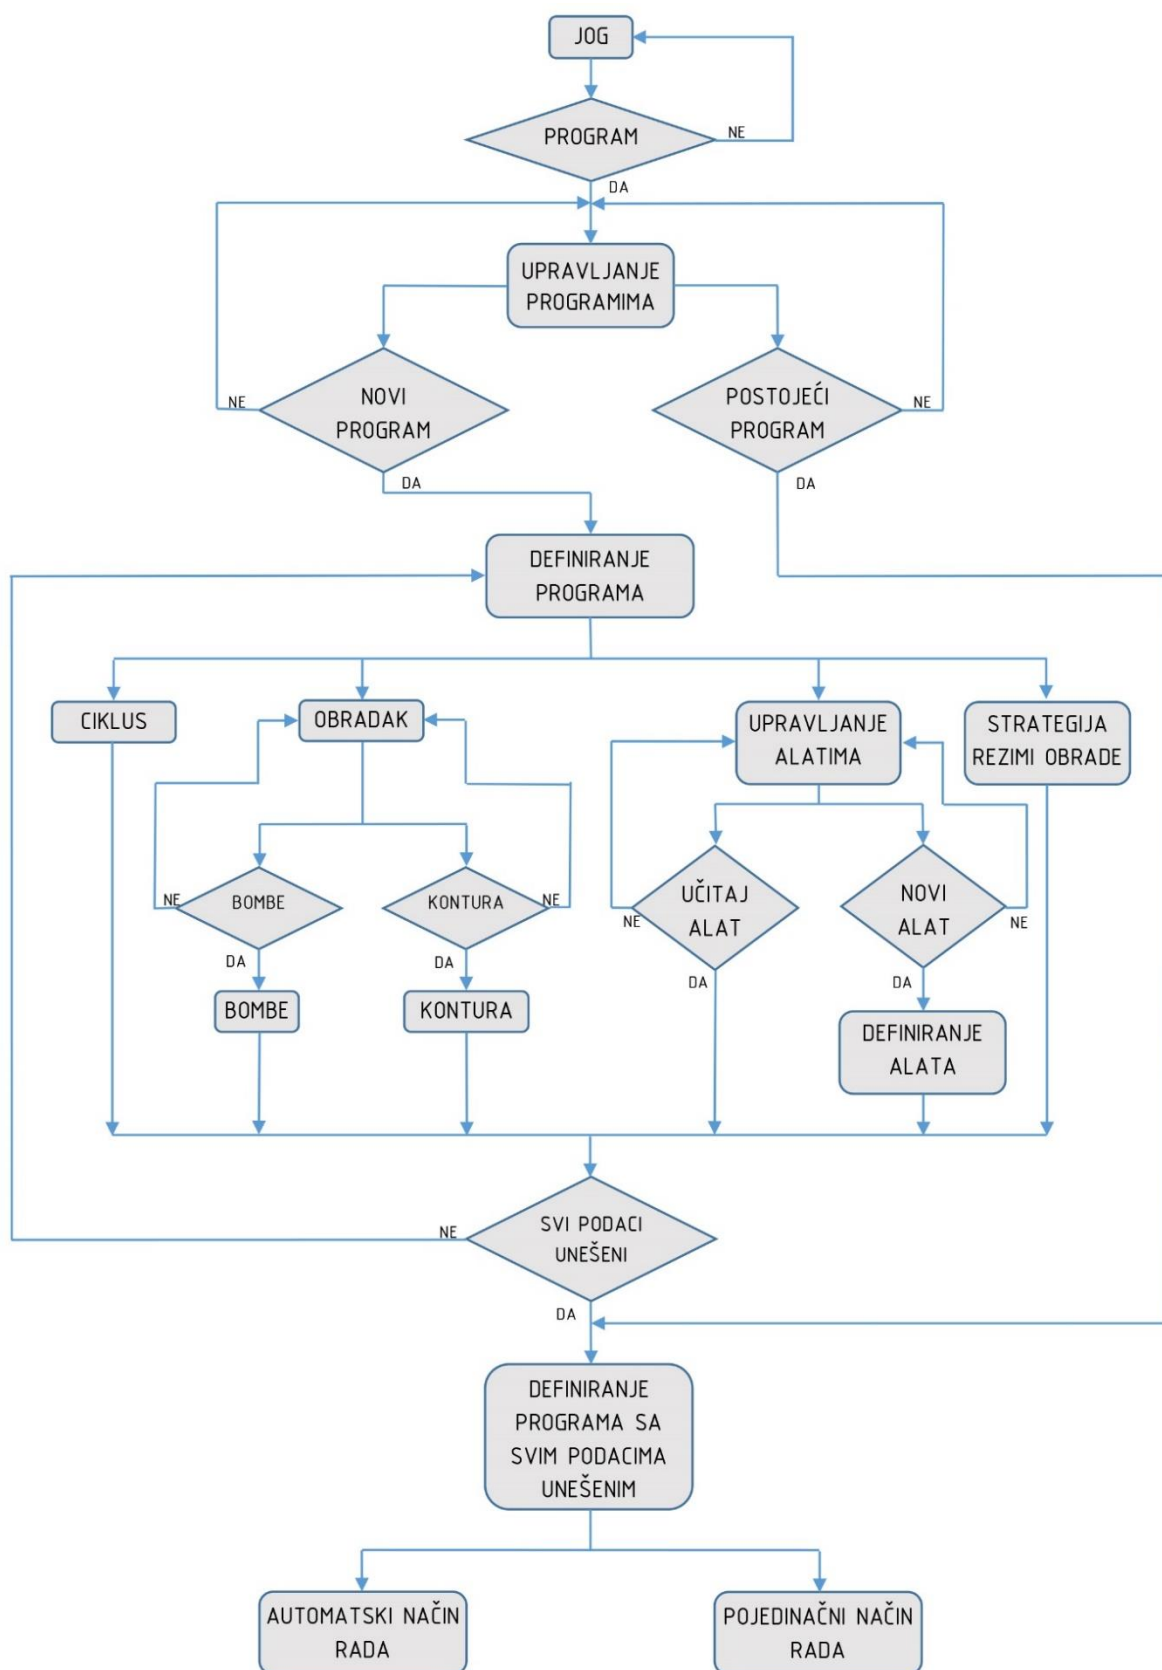 JOG
PROGRAM
NE
DA
UPRAVLJANJE
PROGRAMIMA
NOVI
PROGRAM
NE
DA
POSTOJEĆI
PROGRAM
NE
DA
DEFINIRANJE
PROGRAMA
CIKLUS
OBRADAK
UPRAVLJANJE
ALATIMA
STRATEGIJA
REZIMI OBRADE
BOMBE
NE
DA
KONTURA
NE
DA
UČITAJ
ALAT
NE
DA
NOVI
ALAT
NE
DA
BOMBE
KONTURA
DEFINIRANJE
ALATA
SVI PODACI
UNEŠENI
NE
DA
DEFINIRANJE
PROGRAMA SA
SVIM PODACIMA
UNEŠENIM
AUTOMATSKI NAČIN
RADA
POJEDINAČNI NAČIN
RADA